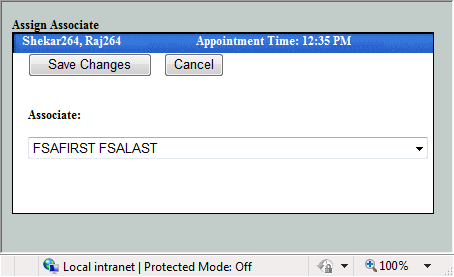 Assign Associate
Shekar264, Raj264 Appointment Time: 12:35 PM
Save Changes Cancel
Associate:
FSAFIRST FSALAST
Local intranet | Protected Mode: Off 100%